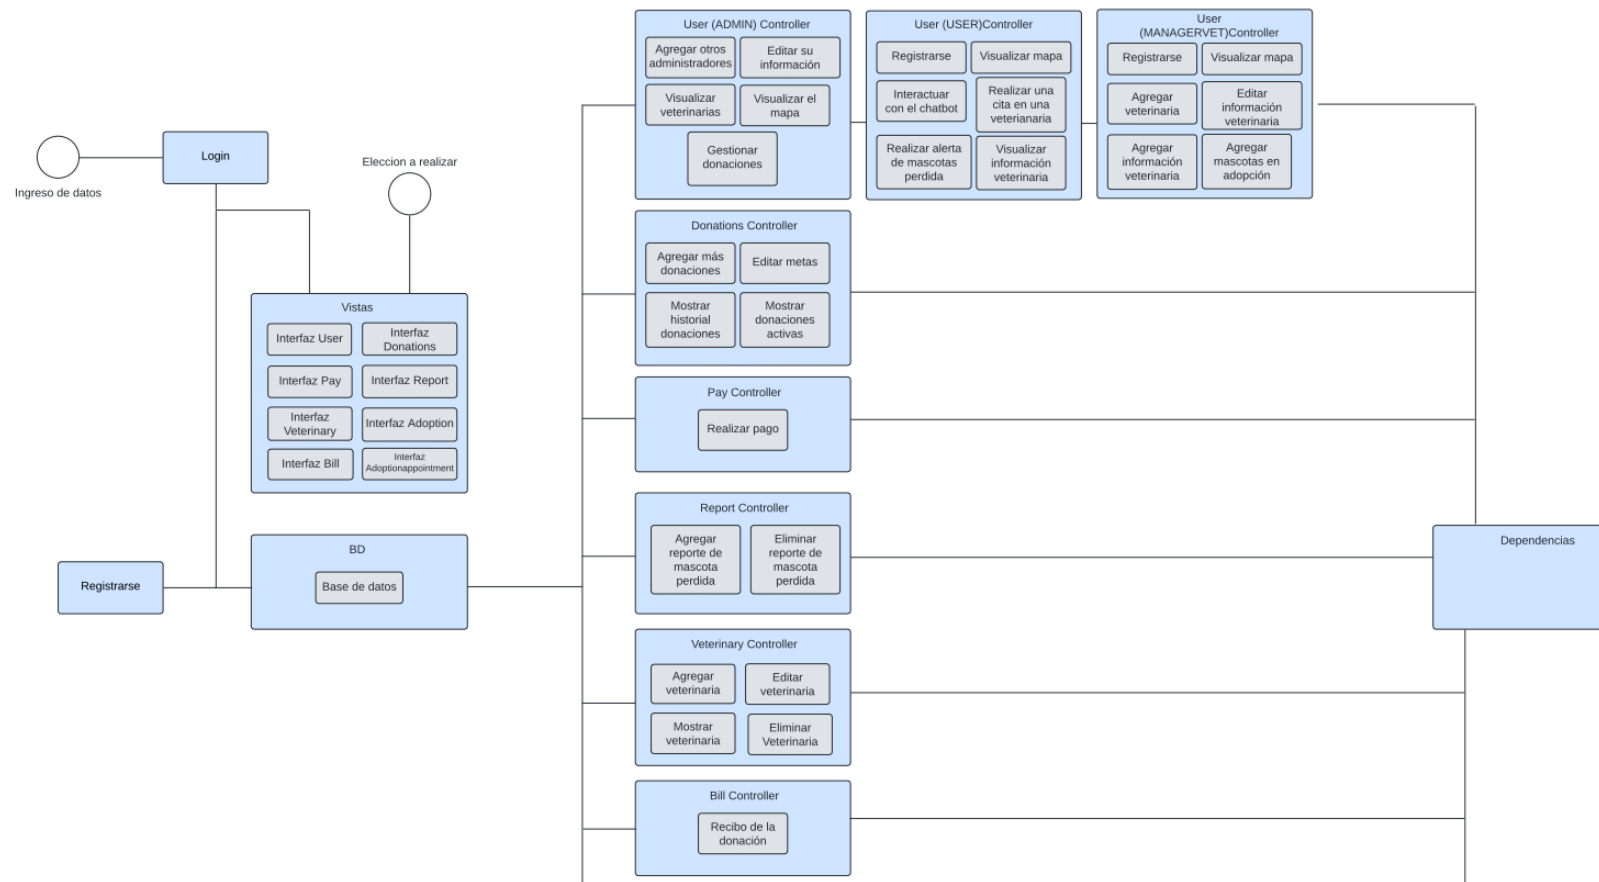 Ingreso de datos
Login
Eleccion a realizar
Vistas
Interfaz User
Interfaz
Donations
Interfaz Pay
Interfaz Report
Interfaz
Veterinary
Interfaz Adoption
Interfaz Bill
Interfaz
Adoptionappointment
Registrarse
BD
Base de datos
User (ADMIN) Controller
Agregar otros
administradores
Editar su
información
Visualizar
veterinarias
Visualizar el
mapa
Gestionar
donaciones
User (USER)Controller
Registrarse
Visualizar mapa
Interactuar
con el chatbot
Realizar una
cita en una
veterianaria
Realizar alerta
de mascotas
perdida
Visualizar
información
veterinaria
User
(MANAGERVET)Controller
Registrarse
Visualizar mapa
Agregar
veterinaria
Editar
información
veterinaria
Agregar
información
veterinaria
Agregar
mascotas en
adopción
Donations Controller
Agregar más
donaciones
Editar metas
Mostrar
historial
donaciones
Mostrar
donaciones
activas
Pay Controller
Realizar pago
Report Controller
Agregar
reporte de
mascota
perdida
Eliminar
reporte de
mascota
perdida
Veterinary Controller
Agregar
veterinaria
Editar
veterinaria
Mostrar
veterinaria
Eliminar
Veterinaria
Bill Controller
Recibo de la
donación
Dependencias